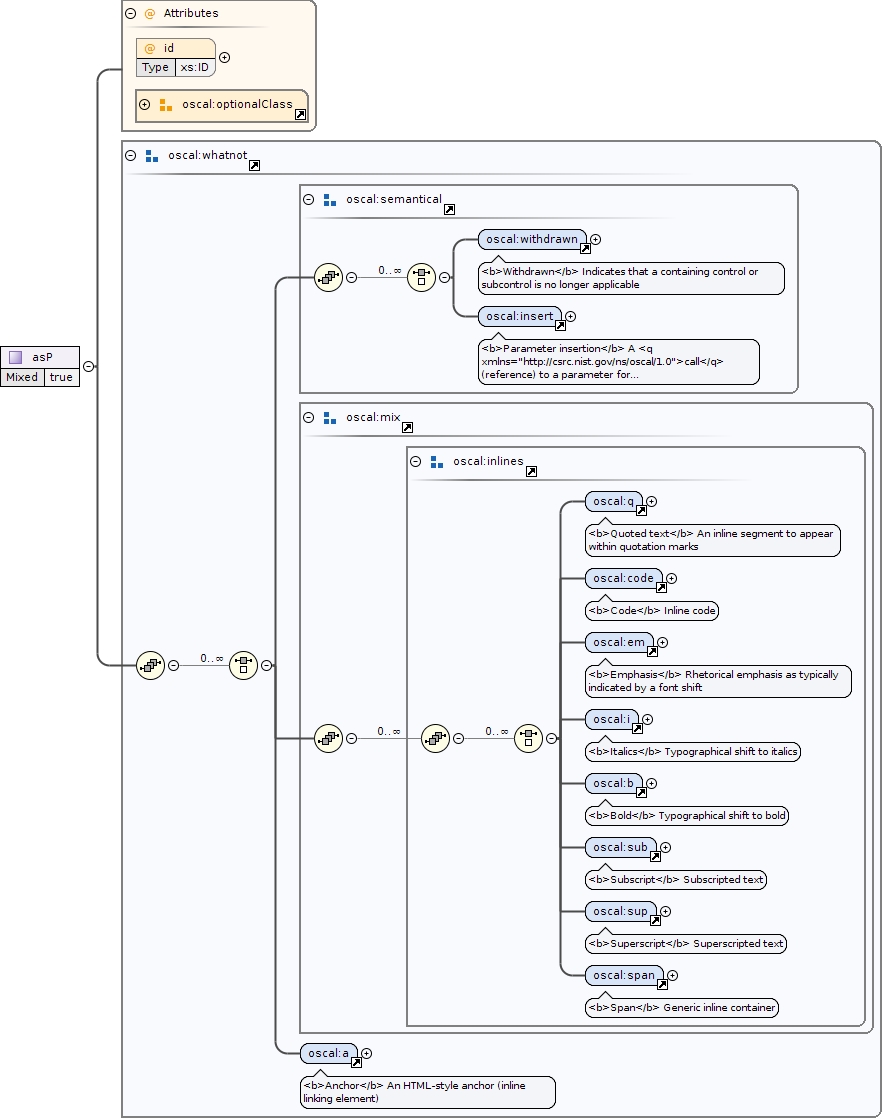 Attributes
@ id
Type xs:ID
oscal:optionalClass
oscal:whatnot
oscal:semantical
oscal:withdrawn
0..∞
<b>Withdrawn</b> Indicates that a containing control or
subcontrol is no longer applicable
oscal:insert
<b>Parameter insertion</b> A <q
xmlns="http://csrc.nist.gov/ns/oscal/1.0">call</q>
(reference) to a parameter for...
asP
Mixed true
oscal:mix
oscal:inlines
oscal:q
<b>Quoted text</b> An inline segment to appear
within quotation marks
oscal:code
<b>Code</b> Inline code
oscal:em
0..∞
<b>Emphasis</b> Rhetorical emphasis as typically
indicated by a font shift
oscal:i
0..∞ 0..∞
<b>Italics</b> Typographical shift to italics
oscal:b
<b>Bold</b> Typographical shift to bold
oscal:sub
<b>Subscript</b> Subscripted text
oscal:sup
<b>Superscript</b> Superscripted text
oscal:span
<b>Span</b> Generic inline container
oscal:a
<b>Anchor</b> An HTML-style anchor (inline
linking element)